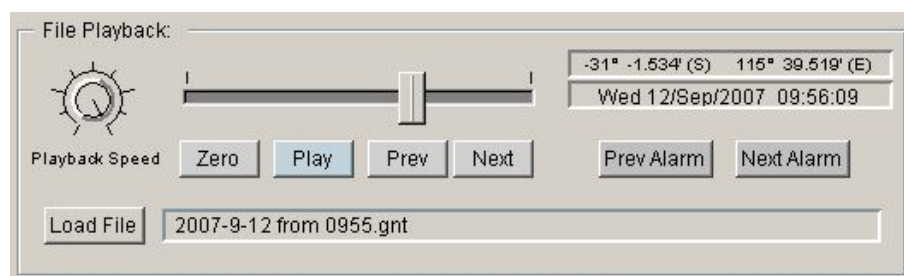 File Playback:
-31° -1.534' (S) 115° 39.519' (E)
Wed 12/Sep/2007 09:56:09
Playback Speed
Zero
Play
Prev
Next
Prev Alarm
Next Alarm
Load File
2007-9-12 from 0955.gnt